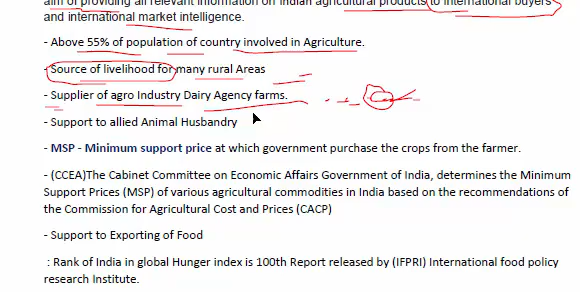 aim of providing all relevant information on Indian agricultural products to international buyers
and international market intelligence.
- Above 55% of population of country involved in Agriculture.
- Source of livelihood for many rural Areas
- Supplier of agro Industry Dairy Agency farms.
- Support to allied Animal Husbandry
- MSP - Minimum support price at which government purchase the crops from the farmer.
- (CCEA)The Cabinet Committee on Economic Affairs Government of India, determines the Minimum
Support Prices (MSP) of various agricultural commodities in India based on the recommendations of
the Commission for Agricultural Cost and Prices (CACP)
- Support to Exporting of Food
: Rank of India in global Hunger index is 100th Report released by (IFPRI) International food policy
research Institute.